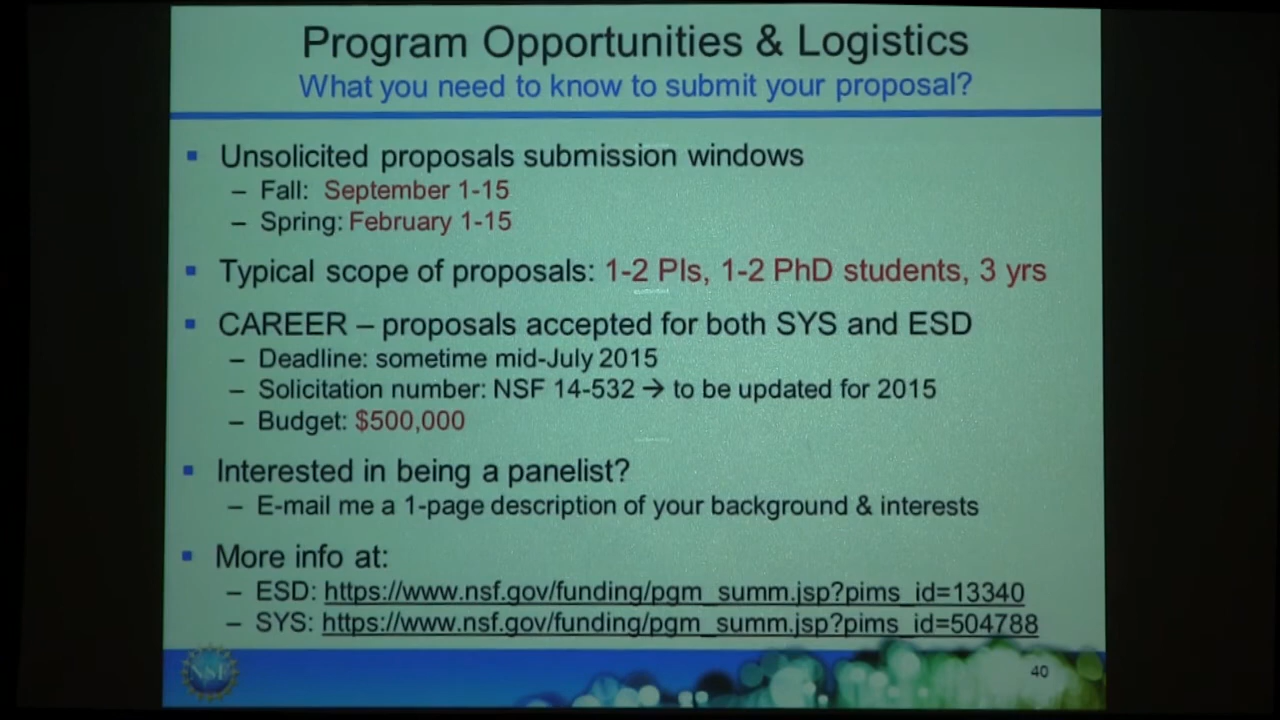 Program Opportunities & Logistics
What you need to know to submit your proposal?
▪ Unsolicited proposals submission windows
– Fall: September 1-15
– Spring: February 1-15
▪ Typical scope of proposals: 1-2 PIs, 1-2 PhD students, 3 yrs
▪ CAREER – proposals accepted for both SYS and ESD
– Deadline: sometime mid-July 2015
– Solicitation number: NSF 14-532 → to be updated for 2015
– Budget: $500,000
▪ Interested in being a panelist?
– E-mail me a 1-page description of your background & interests
▪ More info at:
– ESD: https://www.nsf.gov/funding/pgm_summ.jsp?pims_id=13340
– SYS: https://www.nsf.gov/funding/pgm_summ.jsp?pims_id=504788
NSF
40